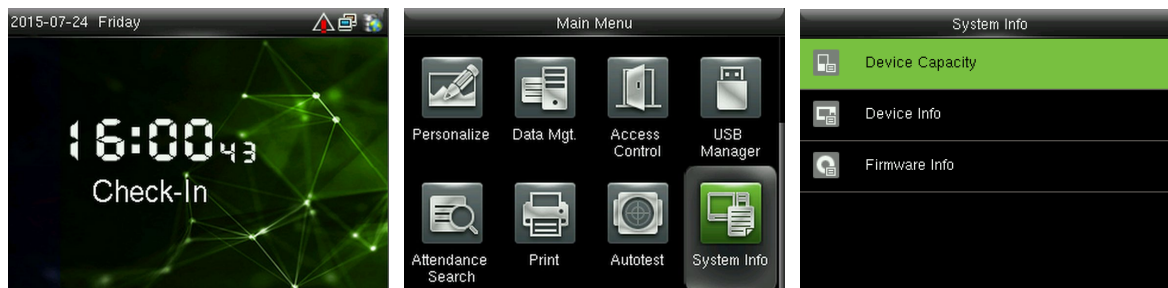 2015-07-24 Friday
16:00 43
Check-In
Main Menu
Personalize
Data Mgt.
Access
Control
USB
Manager
Attendance
Search
Print
Autotest
System Info
System Info
Device Capacity
Device Info
Firmware Info